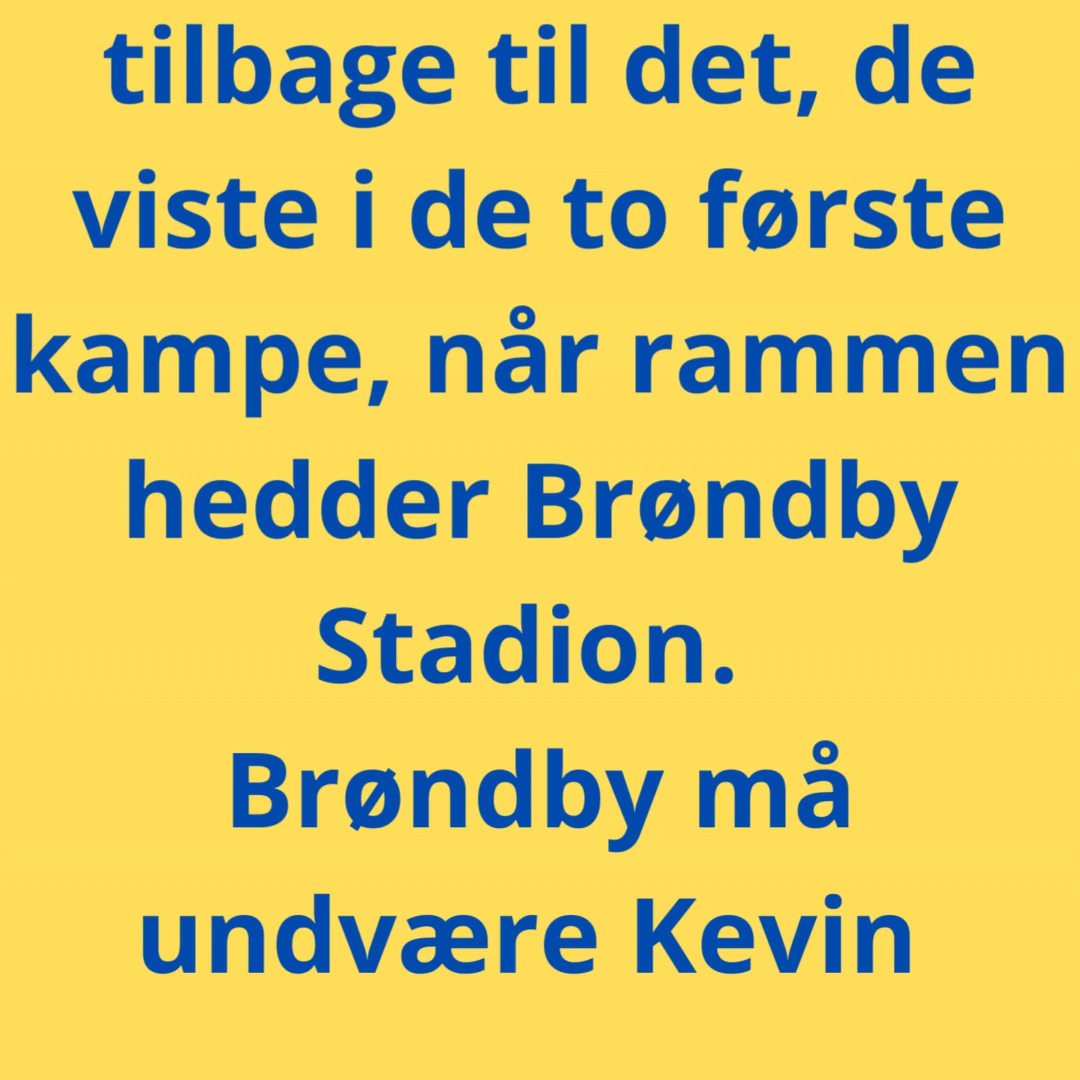 tilbage til det, de
viste i de to første
kampe, når rammen
hedder Brøndby
Stadion.
Brøndby må
undvære Kevin